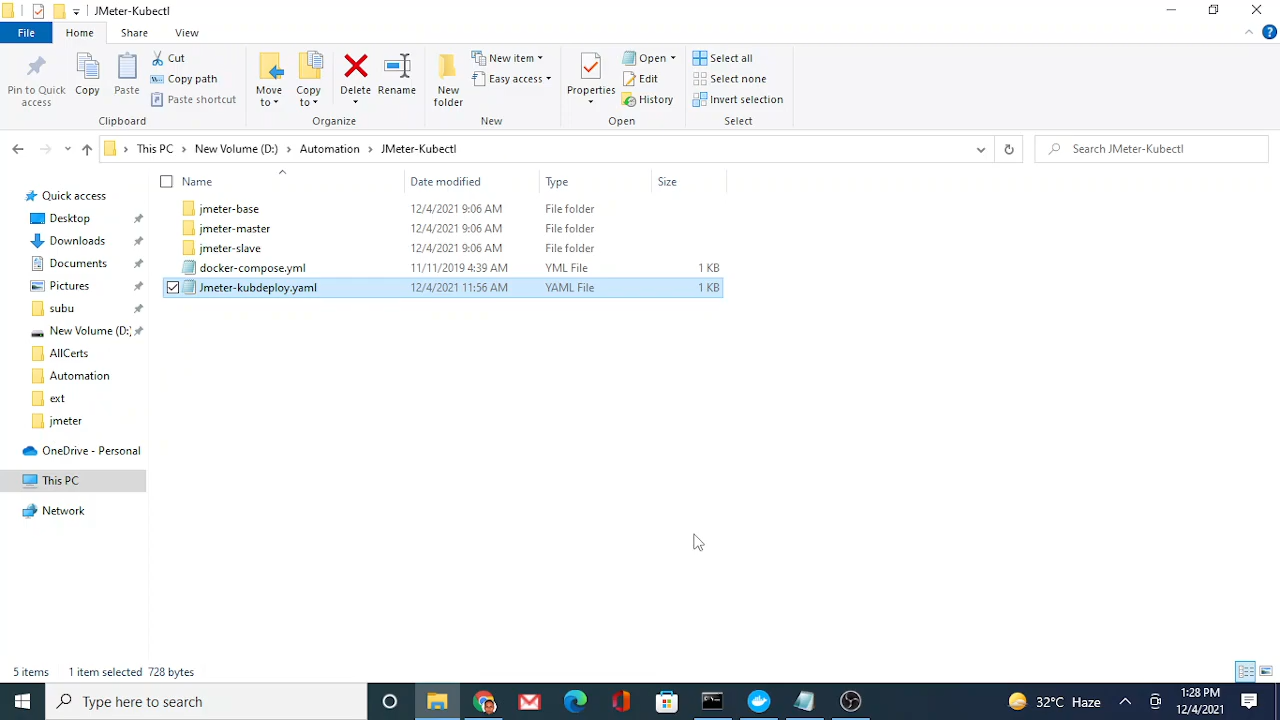 JMeter-Kubectl
File Home Share View
Pin to Quick access
Copy
Paste
Cut
Copy path
Paste shortcut
Clipboard
Move to
Copy to
Delete
Rename
Organize
New folder
New item
Easy access
New
Properties
Open
Edit
History
Open
Select all
Select none
Invert selection
Select
This PC New Volume (D:) Automation JMeter-Kubectl
Search JMeter-Kubectl
Name Date modified Type Size
jmeter-base 12/4/2021 9:06 AM File folder
jmeter-master 12/4/2021 9:06 AM File folder
jmeter-slave 12/4/2021 9:06 AM File folder
docker-compose.yml 11/11/2019 4:39 AM YML File 1 KB
Jmeter-kubdeploy.yaml 12/4/2021 11:56 AM YAML File 1 KB
Quick access
Desktop
Downloads
Documents
Pictures
subu
New Volume (D:)
AllCerts
Automation
ext
jmeter
OneDrive - Personal
This PC
Network
5 items 1 item selected 728 bytes
Type here to search
32°C Haze
1:28 PM
12/4/2021